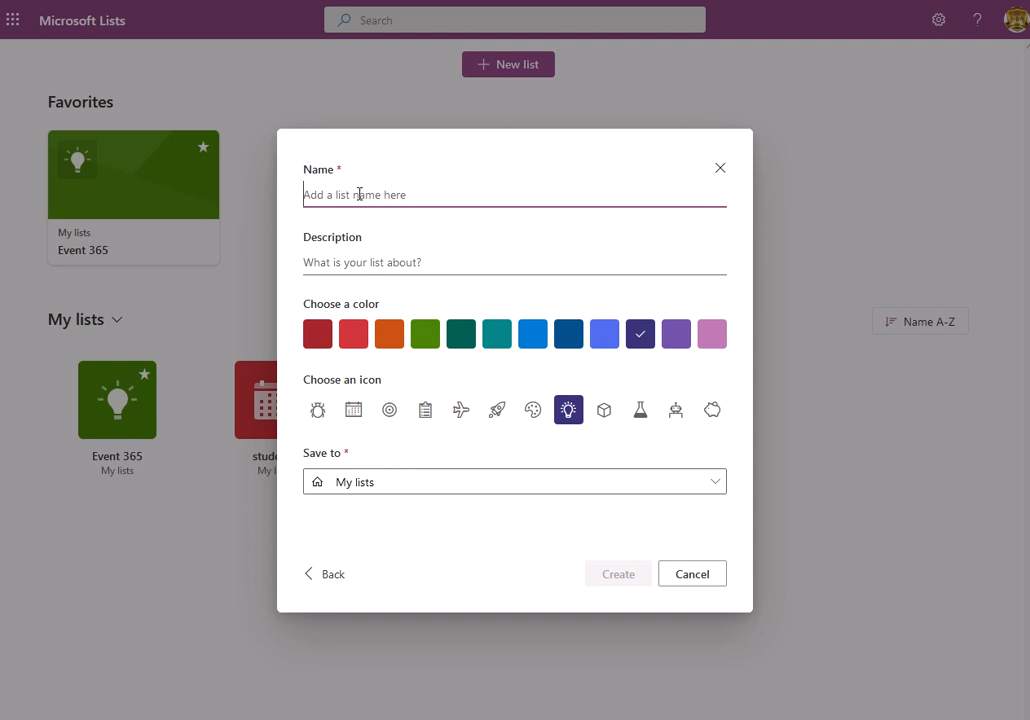 Microsoft Lists
Search
?
New list
Favorites
My lists
Event 365
My lists
Name A-Z
Event 365
My lists
stude
My l
Name *
Add a list name here
Description
What is your list about?
Choose a color
Choose an icon
Save to *
My lists
Back
Create
Cancel